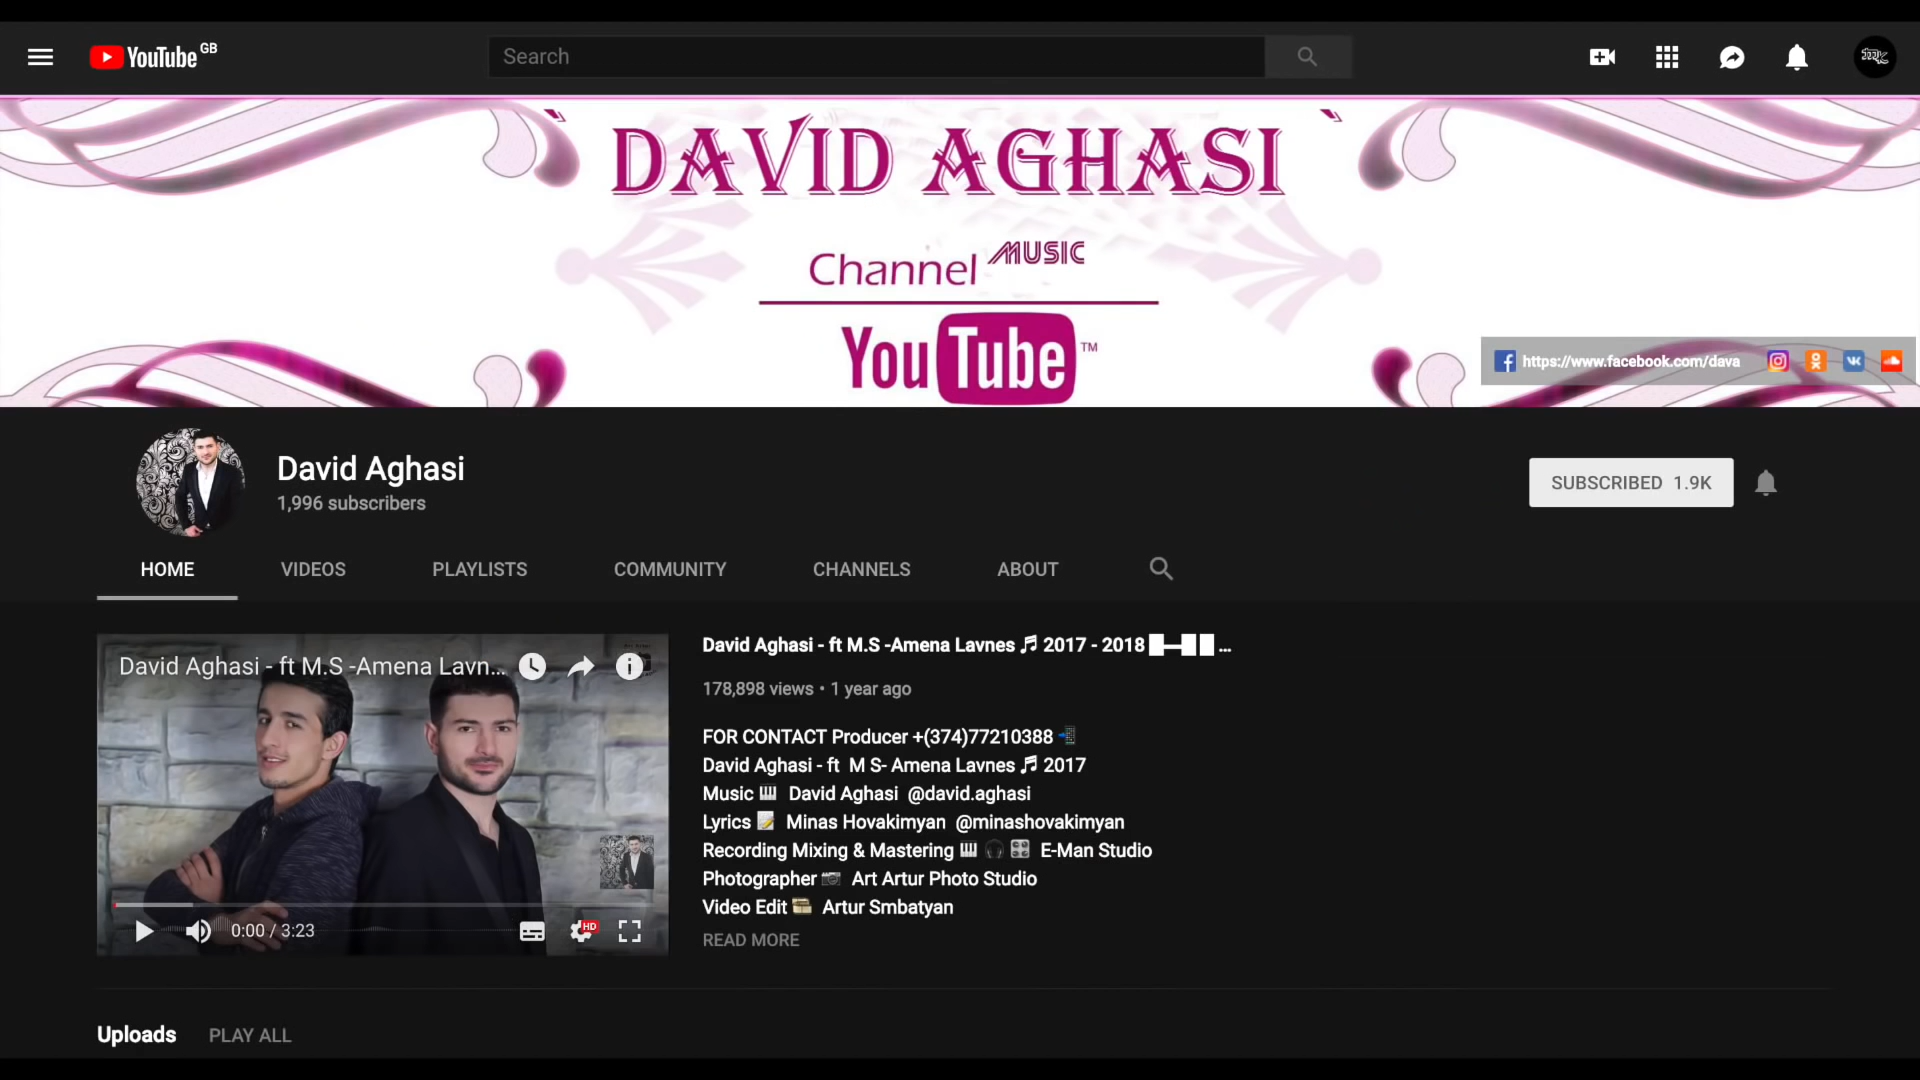 YouTube GB
Search
DAVID AGHASI
Channel MUSIC
YouTube™
https://www.facebook.com/dava
David Aghasi
1,996 subscribers
SUBSCRIBED 1.9K
HOME VIDEOS PLAYLISTS COMMUNITY CHANNELS ABOUT
David Aghasi - ft M.S -Amena Lavn...
0:00 / 3:23
HD
David Aghasi - ft M.S -Amena Lavnes 🎵 2017 - 2018 █▬█ █ ...
178,898 views • 1 year ago
FOR CONTACT Producer +(374)77210388 📲
David Aghasi - ft M S- Amena Lavnes 🎵 2017
Music 🎹 David Aghasi @david.aghasi
Lyrics 📝 Minas Hovakimyan @minashovakimyan
Recording Mixing & Mastering 🎹 🎧 🎛 E-Man Studio
Photographer 📷 Art Artur Photo Studio
Video Edit Artur Smbatyan
READ MORE
Uploads PLAY ALL